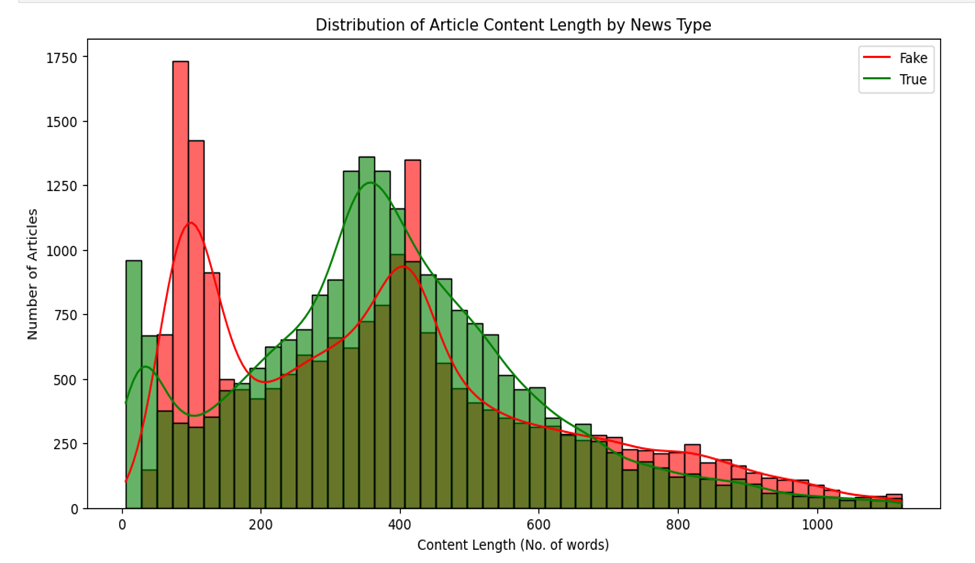 Distribution of Article Content Length by News Type
1750
1500
1250
1000
750
500
250
0
Number of Articles
Fake
True
0
200
400
600
800
1000
Content Length (No. of words)